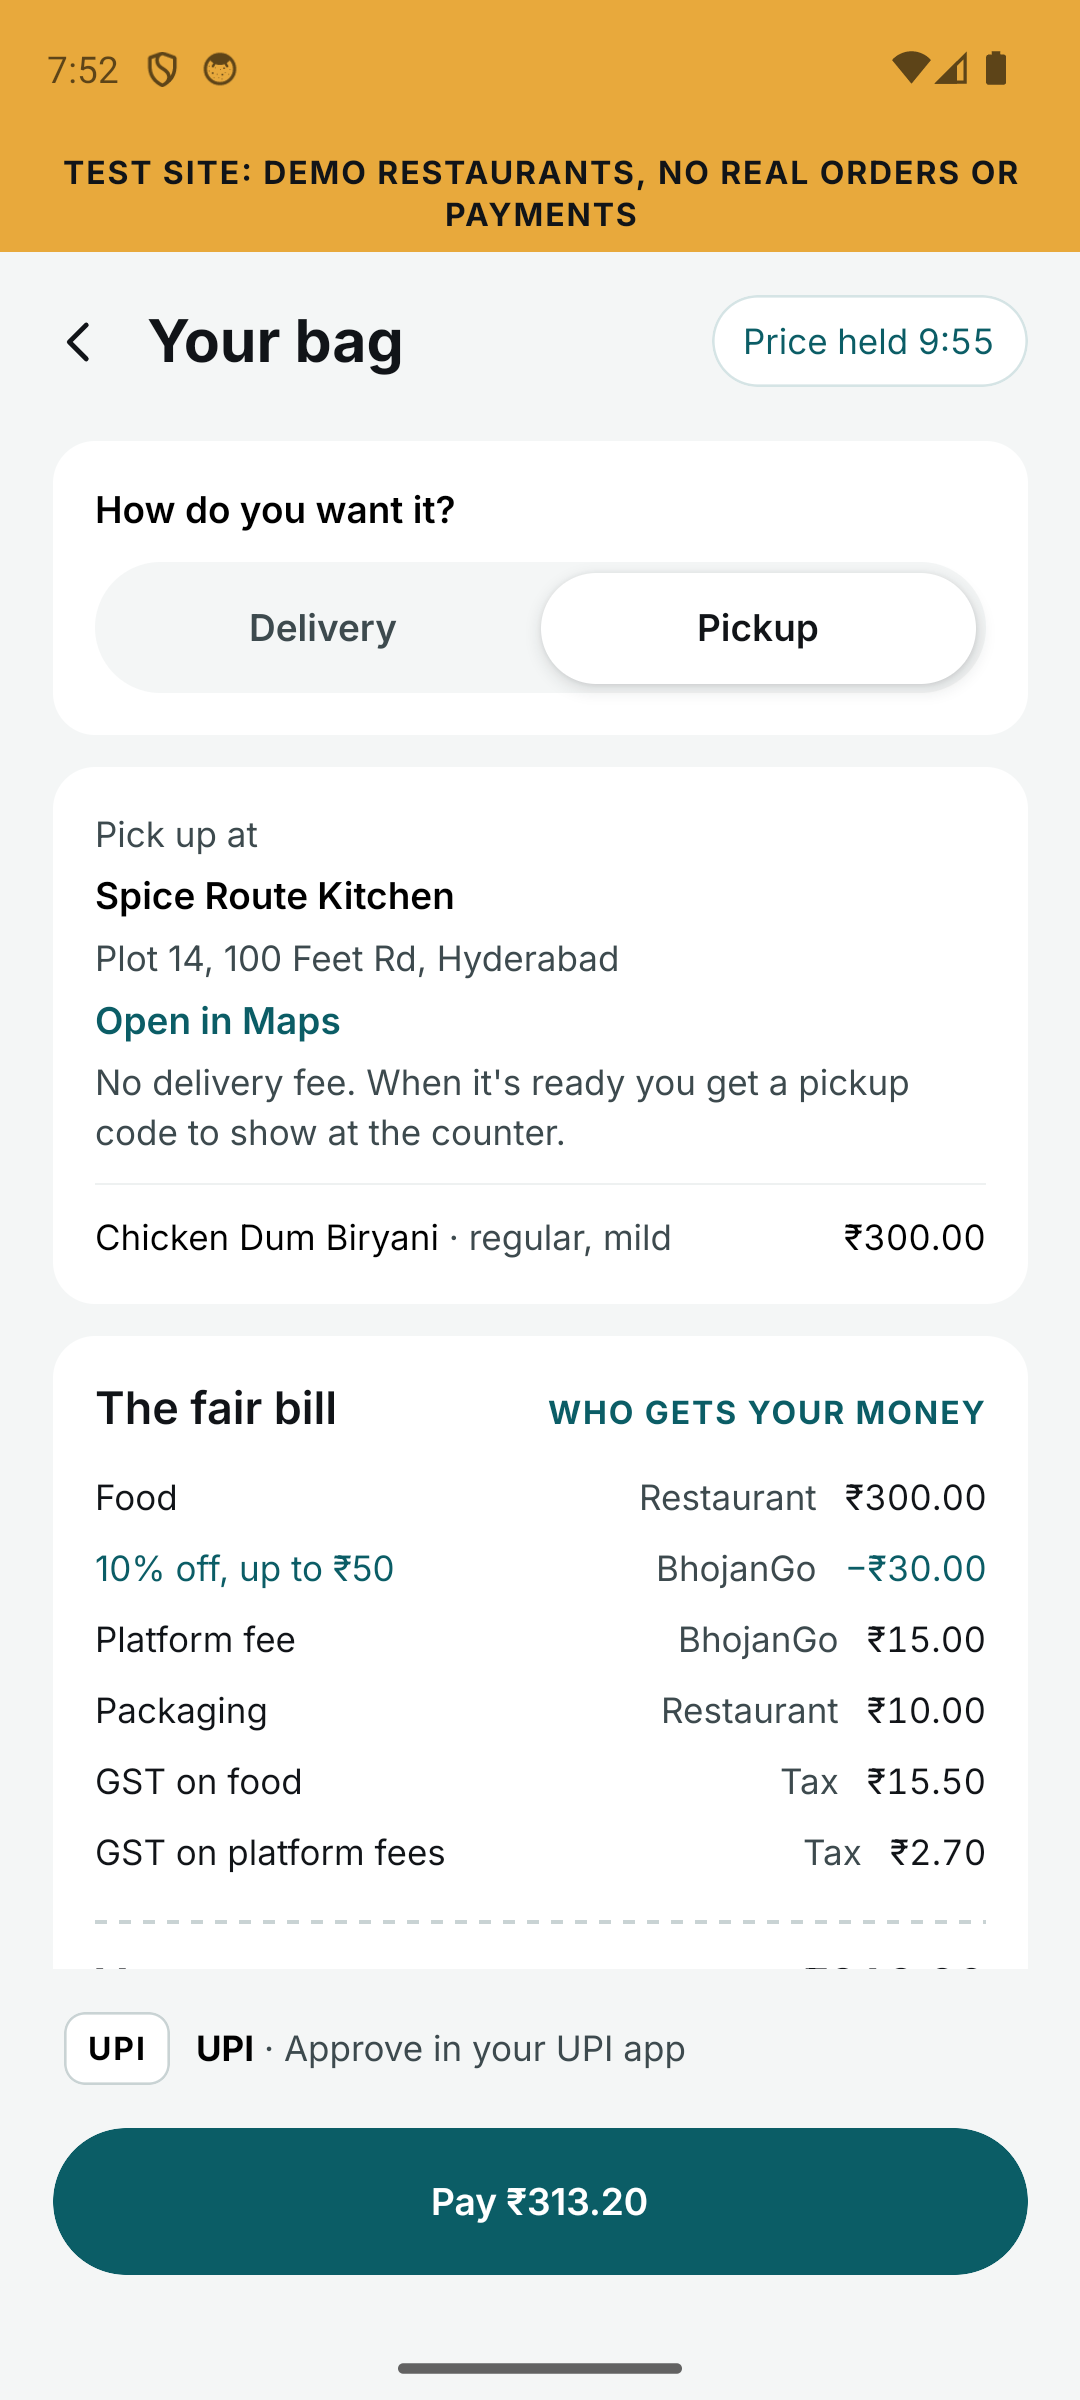 7:52
TEST SITE: DEMO RESTAURANTS, NO REAL ORDERS OR
PAYMENTS
Your bag
Price held 9:55
How do you want it?
Delivery
Pickup
Pick up at
Spice Route Kitchen
Plot 14, 100 Feet Rd, Hyderabad
Open in Maps
No delivery fee. When it's ready you get a pickup
code to show at the counter.
Chicken Dum Biryani · regular, mild ₹300.00
The fair bill WHO GETS YOUR MONEY
Food Restaurant ₹300.00
10% off, up to ₹50 BhojanGo −₹30.00
Platform fee BhojanGo ₹15.00
Packaging Restaurant ₹10.00
GST on food Tax ₹15.50
GST on platform fees Tax ₹2.70
UPI UPI · Approve in your UPI app
Pay ₹313.20